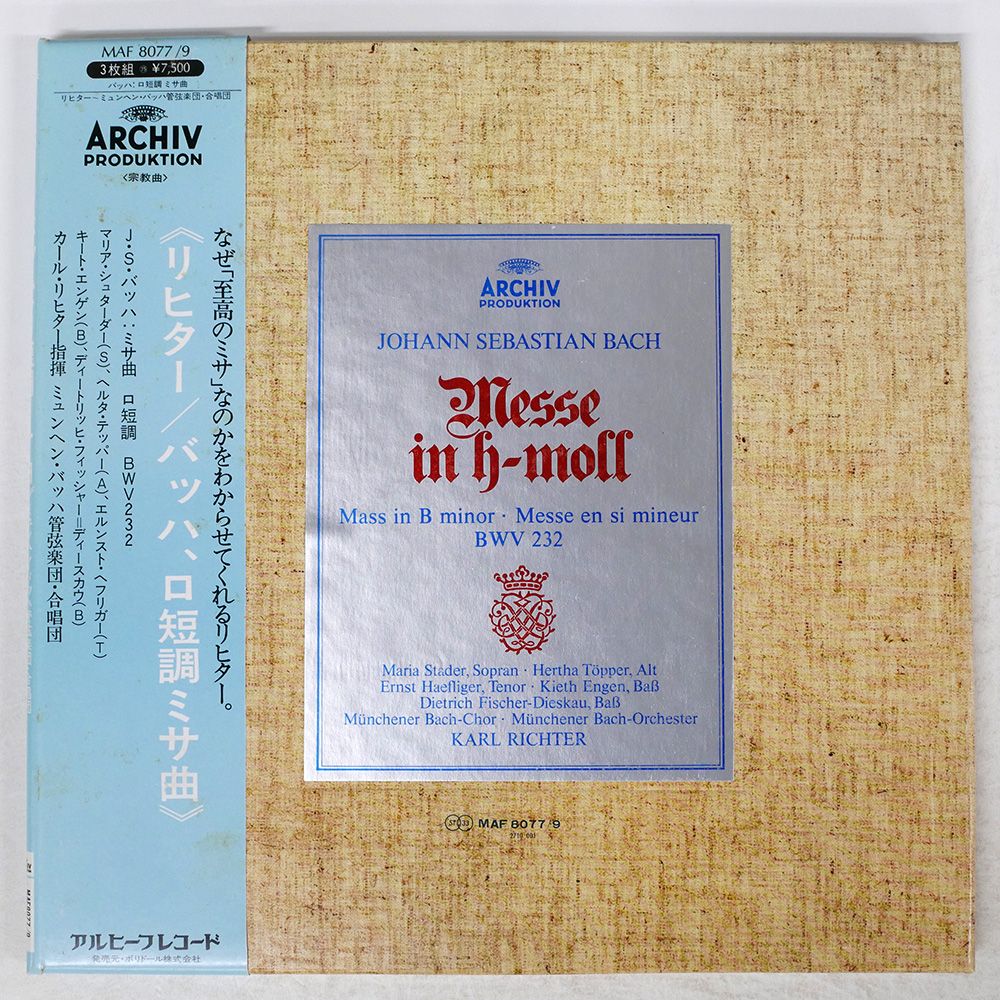 MAF 8077/9
3枚組 ¥7,500
バッハ:ロ短調 ミサ曲
リヒター～ミュンヘン・バッハ管弦楽団・合唱団
ARCHIV
PRODUKTION
〈宗教曲〉
なぜ「至高のミサ」なのかをわからせてくれるリヒター。
《リヒター/バッハ、ロ短調ミサ曲》
J・S・バッハ:ミサ曲 ロ短調 BWV232
マリア・シュターダー(S)、ヘルタ・テッパー(A)、エルンスト・ヘフリガー(T)
キート・エンゲン(B)、ディートリッヒ・フィッシャー=ディースカウ(B)
カール・リヒター指揮 ミュンヘン・バッハ管弦楽団・合唱団
アルヒーフレコード
発売元・ポリドール株式会社
MAF8077/9
ARCHIV
PRODUKTION
JOHANN SEBASTIAN BACH
Messe
in h-moll
Mass in B minor · Messe en si mineur
BWV 232
Maria Stader, Sopran · Hertha Töpper, Alt
Ernst Haefliger, Tenor · Kieth Engen, Baß
Dietrich Fischer-Dieskau, Baß
Münchener Bach-Chor · Münchener Bach-Orchester
KARL RICHTER
ST 33 MAF 8077/9
2710 001